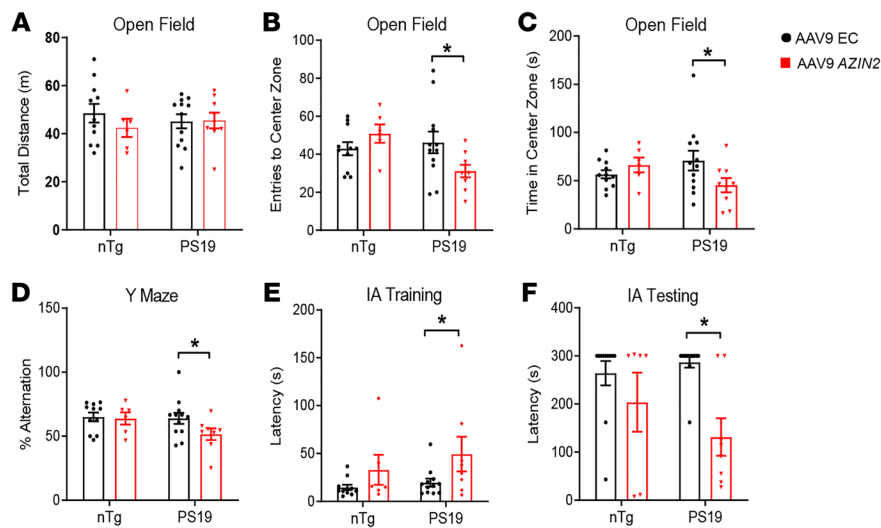 A Open Field
Total Distance (m)
80
60
40
20
0
nTg PS19
B Open Field
Entries to Center Zone
100
80
60
40
20
0
*
nTg PS19
C Open Field
Time in Center Zone (s)
200
150
100
50
0
*
nTg PS19
AAV9 EC
AAV9 AZIN2
D Y Maze
% Alternation
150
100
50
0
*
nTg PS19
E IA Training
Latency (s)
200
150
100
50
0
*
nTg PS19
F IA Testing
Latency (s)
400
300
200
100
0
*
nTg PS19